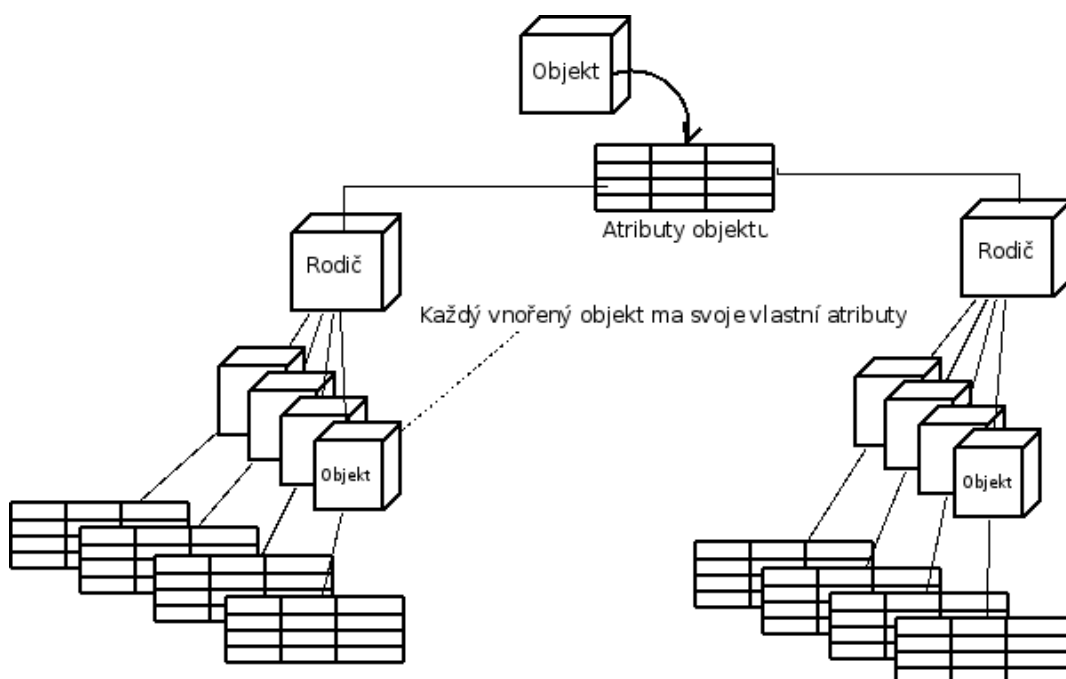 Objekt
Atributy objektu
Rodič
Rodič
Každý vnořený objekt ma svoje vlastní atributy
Objekt
Objekt